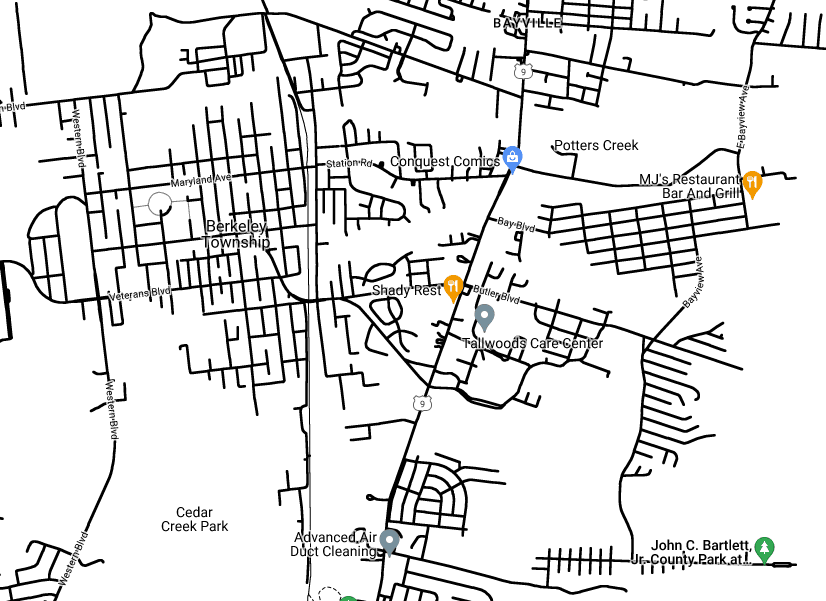 BAYVILLE
9
n Blvd
Western Blvd
E Bayview Ave
Potters Creek
Station Rd
Conquest Comics
Maryland Ave
MJ's Restaurant
Bar And Grill
Berkeley
Township
Bay Blvd
Bayview Ave
Veterans Blvd
Shady Rest
Butler Blvd
Tallwoods Care Center
Western Blvd
9
Cedar
Creek Park
Advanced Air
Duct Cleaning
Western Blvd
John C. Bartlett,
Jr. County Park at...